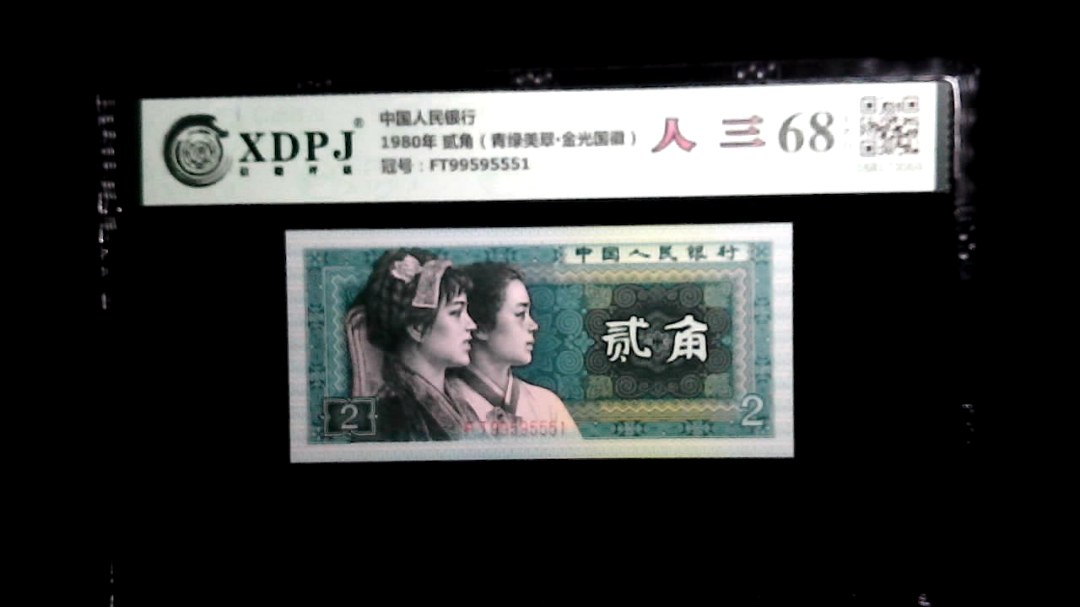 XDPJ®
中国人民银行
1980年 贰角（青绿美翠·金光国徽）
冠号：FT99595551
人 三 68
中国人民银行
贰角
2
2
FT99595551